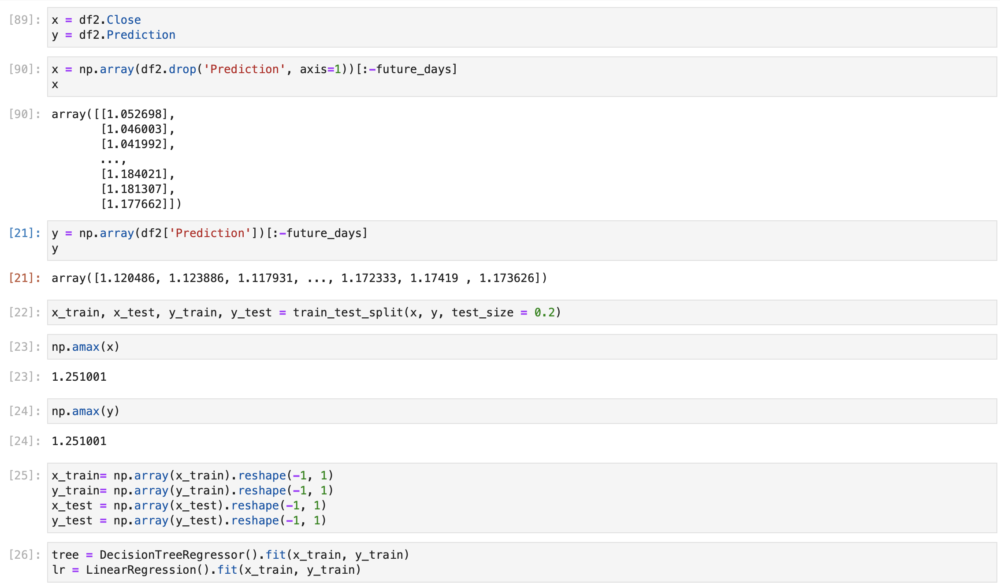 [89]: x = df2.Close
y = df2.Prediction
[90]: x = np.array(df2.drop('Prediction', axis=1))[:-future_days]
x
[90]: array([[1.052698],
[1.046003],
[1.041992],
...,
[1.184021],
[1.181307],
[1.177662]])
[21]: y = np.array(df2['Prediction'])[:-future_days]
y
[21]: array([1.120486, 1.123886, 1.117931, ..., 1.172333, 1.17419 , 1.173626])
[22]: x_train, x_test, y_train, y_test = train_test_split(x, y, test_size = 0.2)
[23]: np.amax(x)
[23]: 1.251001
[24]: np.amax(y)
[24]: 1.251001
[25]: x_train= np.array(x_train).reshape(-1, 1)
y_train= np.array(y_train).reshape(-1, 1)
x_test = np.array(x_test).reshape(-1, 1)
y_test = np.array(y_test).reshape(-1, 1)
[26]: tree = DecisionTreeRegressor().fit(x_train, y_train)
lr = LinearRegression().fit(x_train, y_train)